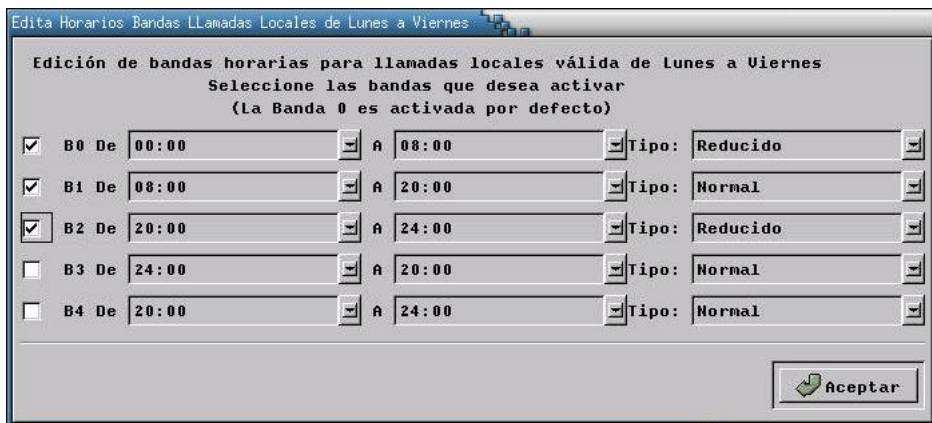 Edita Horarios Bandas LLamadas Locales de Lunes a Viernes
Edición de bandas horarias para llamadas locales válida de Lunes a Viernes
Seleccione las bandas que desea activar
(La Banda 0 es activada por defecto)
B0 De 00:00 A 08:00 Tipo: Reducido
B1 De 08:00 A 20:00 Tipo: Normal
B2 De 20:00 A 24:00 Tipo: Reducido
B3 De 24:00 A 20:00 Tipo: Normal
B4 De 20:00 A 24:00 Tipo: Normal
Aceptar